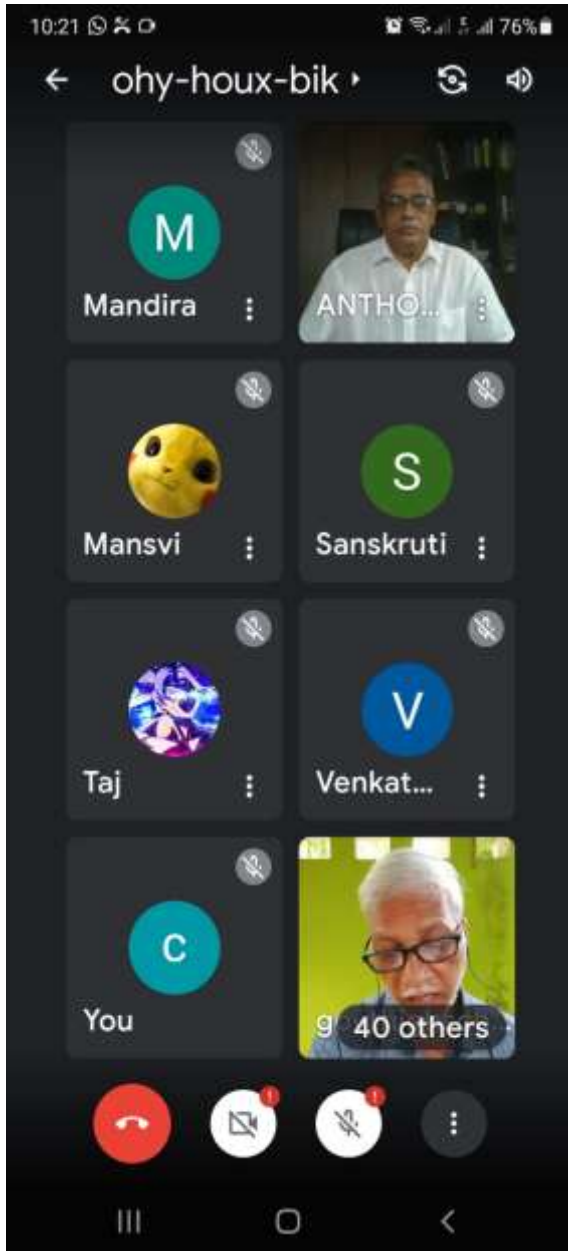 10:21 76%
ohy-houx-bik
M
Mandira
ANTHO...
Mansvi
S
Sanskruti
Taj
V
Venkat...
c
You
g 40 others